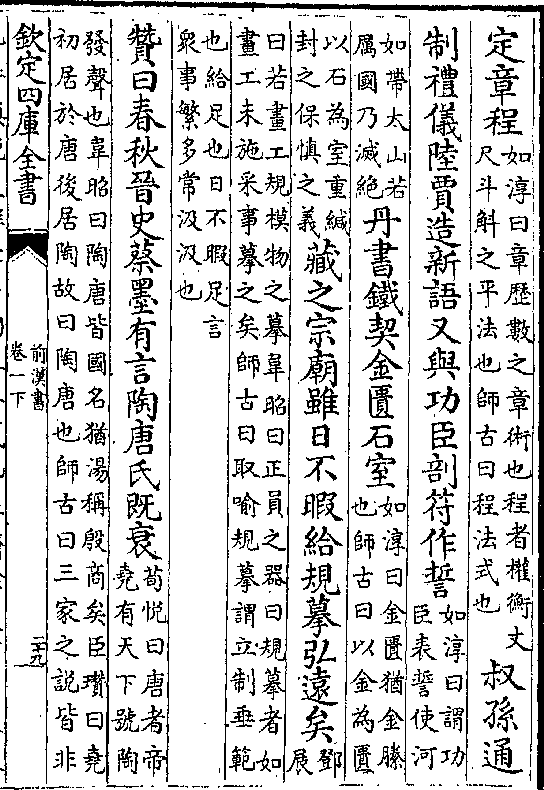 定章程如淳曰章歷數之章術也程者權衡丈尺斗斛之平法也師古曰程法式也叔孫通
制禮儀陸賈造新語又與功臣剖符作誓如淳曰謂功臣表誓使河
如帶太山若厲國乃滅絶丹書鐵契金匱石室如淳曰金匱猶金縢也師古曰以金為匱
以石為室重緘封之保慎之義藏之宗廟雖日不暇給規摹弘遠矣鄧展
曰若畫工規模物之摹韋昭曰正員之器曰規摹者如畫工未施采事摹之矣師古曰取喻規摹謂立制垂範
也給足也日不暇足言衆事繁多常汲汲也
贊曰春秋晉史蔡墨有言陶唐氏既衰荀悦曰唐者帝堯有天下號陶
發聲也韋昭曰陶唐皆國名猶湯稱殷商矣臣瓚曰堯初居於唐後居陶故曰陶唐也師古曰三家之説皆非
欽定四庫全書
前漢書
卷一下
二十九